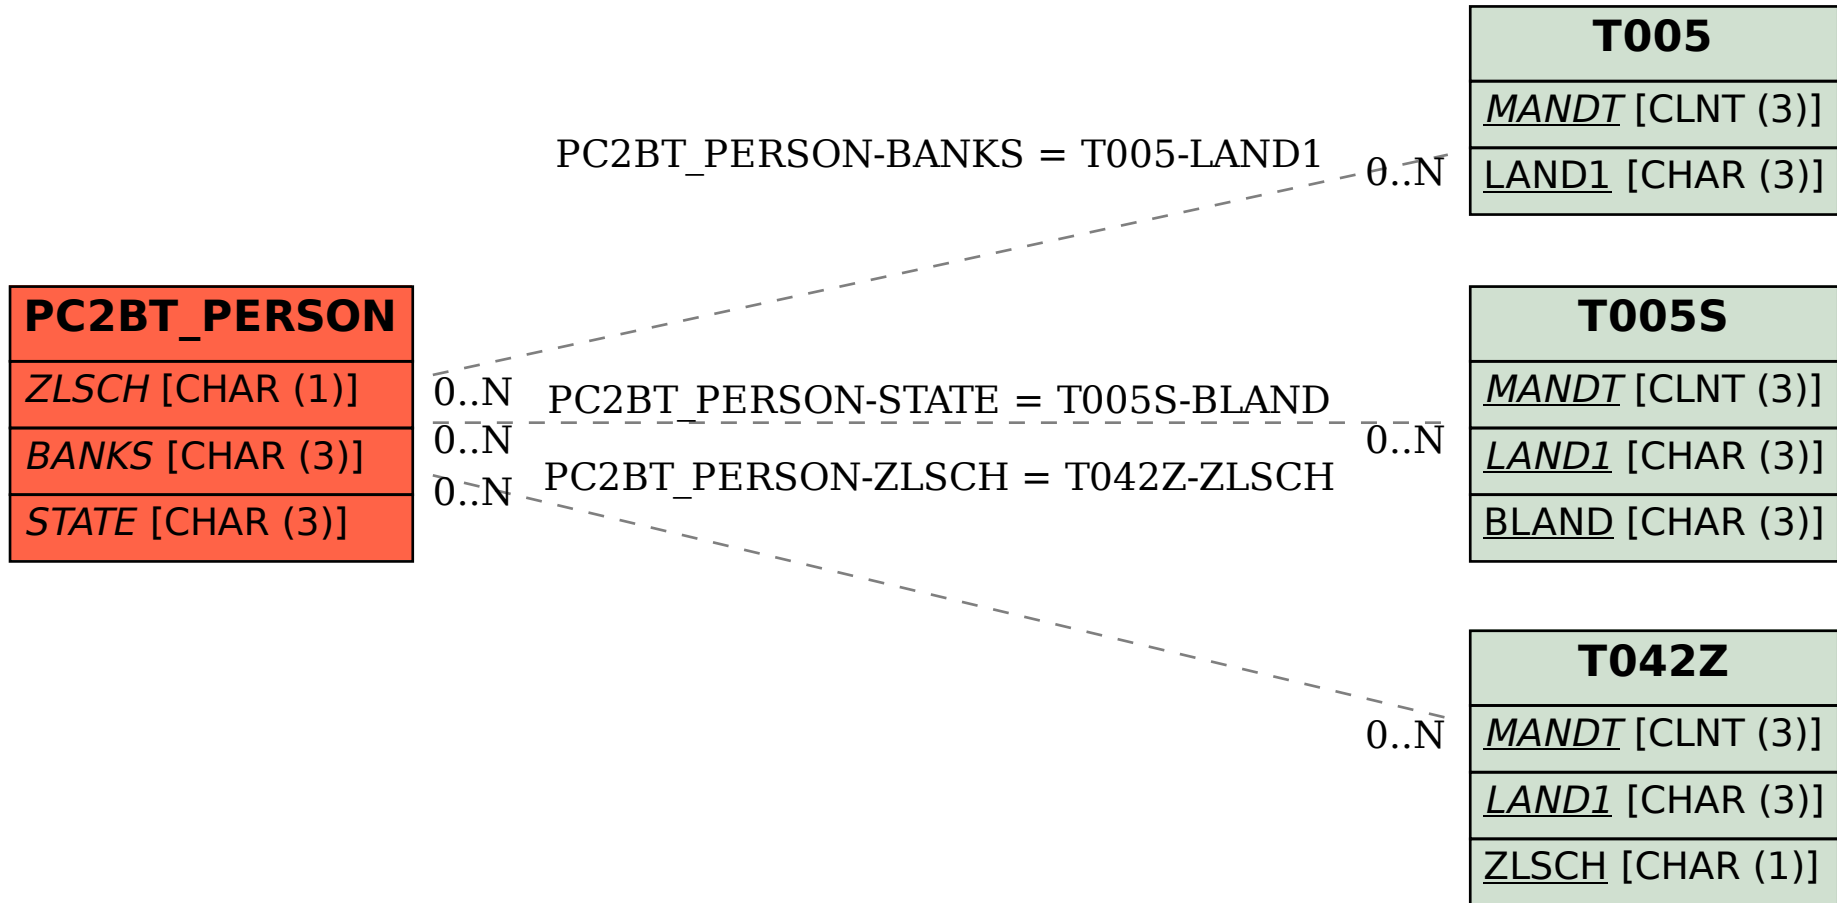 T005
MANDT [CLNT (3)]
LAND1 [CHAR (3)]
PC2BT_PERSON-BANKS = T005-LAND1
0..N
PC2BT_PERSON
ZLSCH [CHAR (1)]
BANKS [CHAR (3)]
STATE [CHAR (3)]
0..N
PC2BT_PERSON-STATE = T005S-BLAND
0..N
0..N
PC2BT_PERSON-ZLSCH = T042Z-ZLSCH
0..N
T005S
MANDT [CLNT (3)]
LAND1 [CHAR (3)]
BLAND [CHAR (3)]
0..N
T042Z
MANDT [CLNT (3)]
LAND1 [CHAR (3)]
ZLSCH [CHAR (1)]